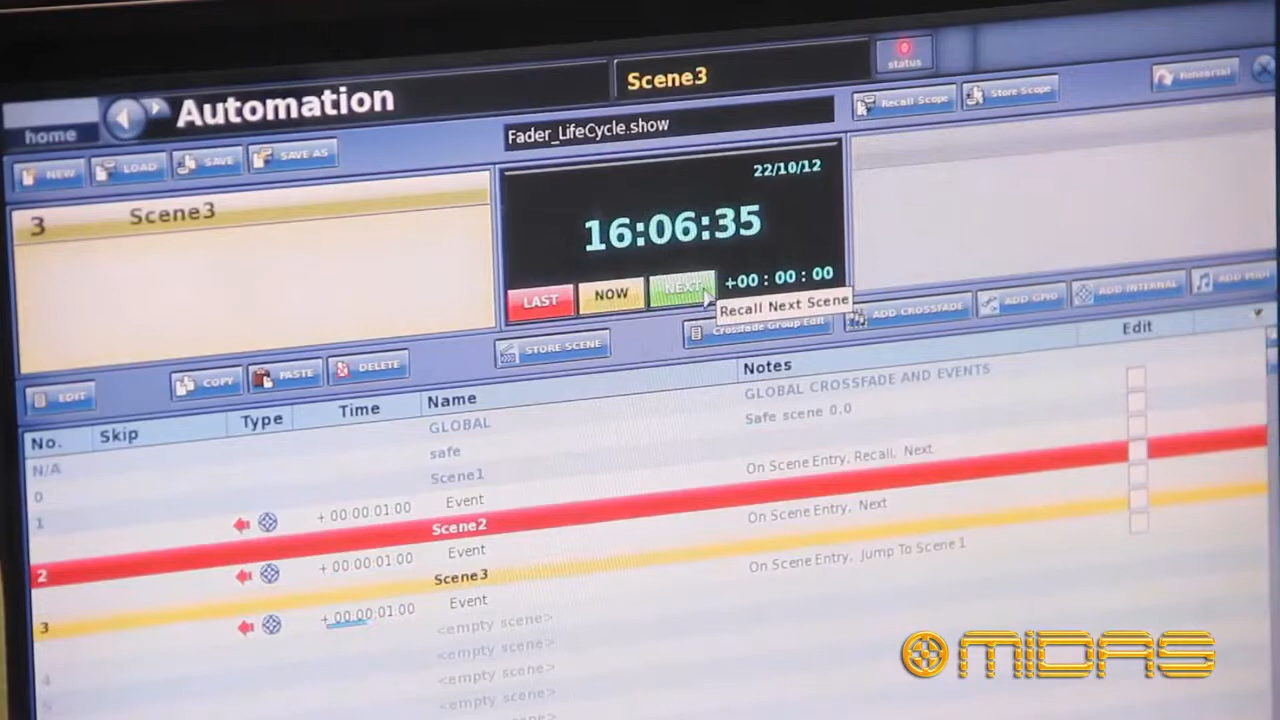 home
Automation
Scene3
status
Fader_LifeCycle.show
Recall Scope
Store Scope
Rehearsal
NEW
LOAD
SAVE
SAVE AS
3 Scene3
22/10/12
16:06:35
LAST
NOW
NEXT
+00 : 00 : 00
Recall Next Scene
EDIT
COPY
PASTE
DELETE
STORE SCENE
Crossfade Group Edit
ADD CROSSFADE
ADD GPIO
ADD INTERNAL
ADD MIDI
No. Skip Type Time Name Notes Edit
N/A GLOBAL GLOBAL CROSSFADE AND EVENTS
0 safe Safe scene 0.0
1 Scene1
+ 00:00:01:00 Event On Scene Entry, Recall, Next
2 Scene2
+ 00:00:01:00 Event On Scene Entry, Next
3 Scene3
+ 00:00:01:00 Event On Scene Entry, Jump To Scene 1
4 <empty scene>
5 <empty scene>
<empty scene>
<empty scene>
MIDAS